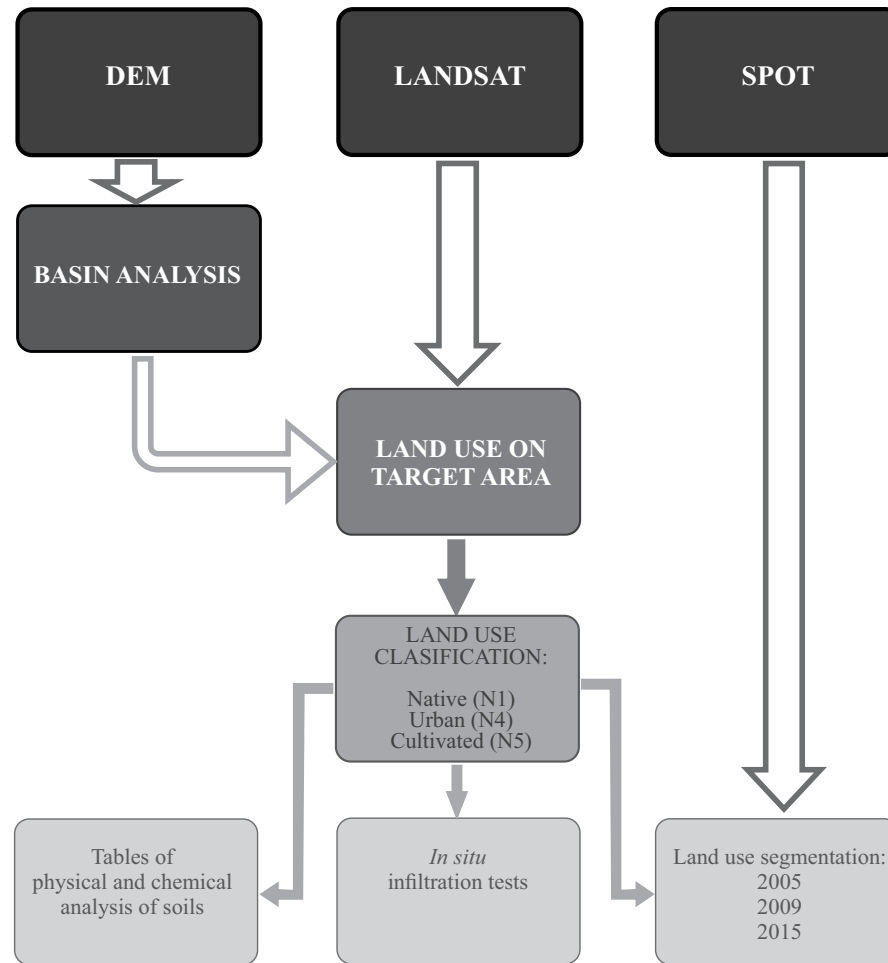 DEM
LANDSAT
SPOT
BASIN ANALYSIS
LAND USE ON
TARGET AREA
LAND USE
CLASIFICATION:
Native (N1)
Urban (N4)
Cultivated (N5)
Tables of
physical and chemical
analysis of soils
In situ
infiltration tests
Land use segmentation:
2005
2009
2015